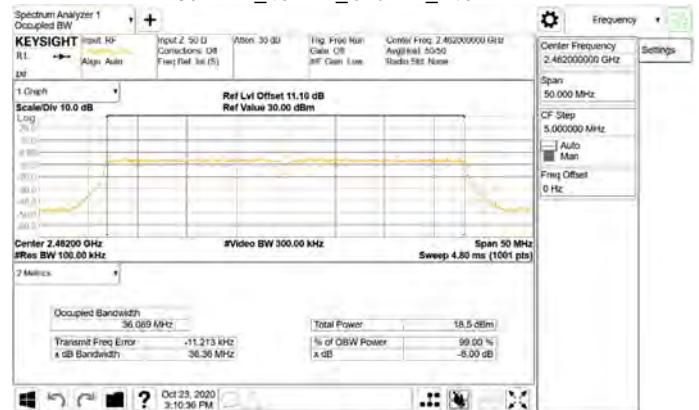 Spectrum Analyzer 1
Occupied BW
+
Frequency
KEYSIGHT
Input: RF
Input Z: 50 Ω
Atten: 30 dB
Trig: Free Run
Center Freq: 2.462000000 GHz
RL
Align: Auto
Corrections: Off
Freq Ref: Int (S)
Gate: Off
#IF Gain: Low
Avg|Hold: 50/50
Radio Std: None
Center Frequency
2.462000000 GHz
Settings
Span
50.000 MHz
CF Step
5.000000 MHz
Auto
Man
Freq Offset
0 Hz
1 Graph
Ref Lvl Offset 11.10 dB
Scale/Div 10.0 dB
Ref Value 30.00 dBm
Log
Center 2.46200 GHz
#Video BW 300.00 kHz
Span 50 MHz
#Res BW 100.00 kHz
Sweep 4.80 ms (1001 pts)
2 Metrics
Occupied Bandwidth
36.089 MHz
Total Power
18.5 dBm
Transmit Freq Error
-11.213 kHz
% of OBW Power
99.00 %
x dB Bandwidth
36.36 MHz
x dB
-6.00 dB
?
Oct 23, 2020
3:10:36 PM